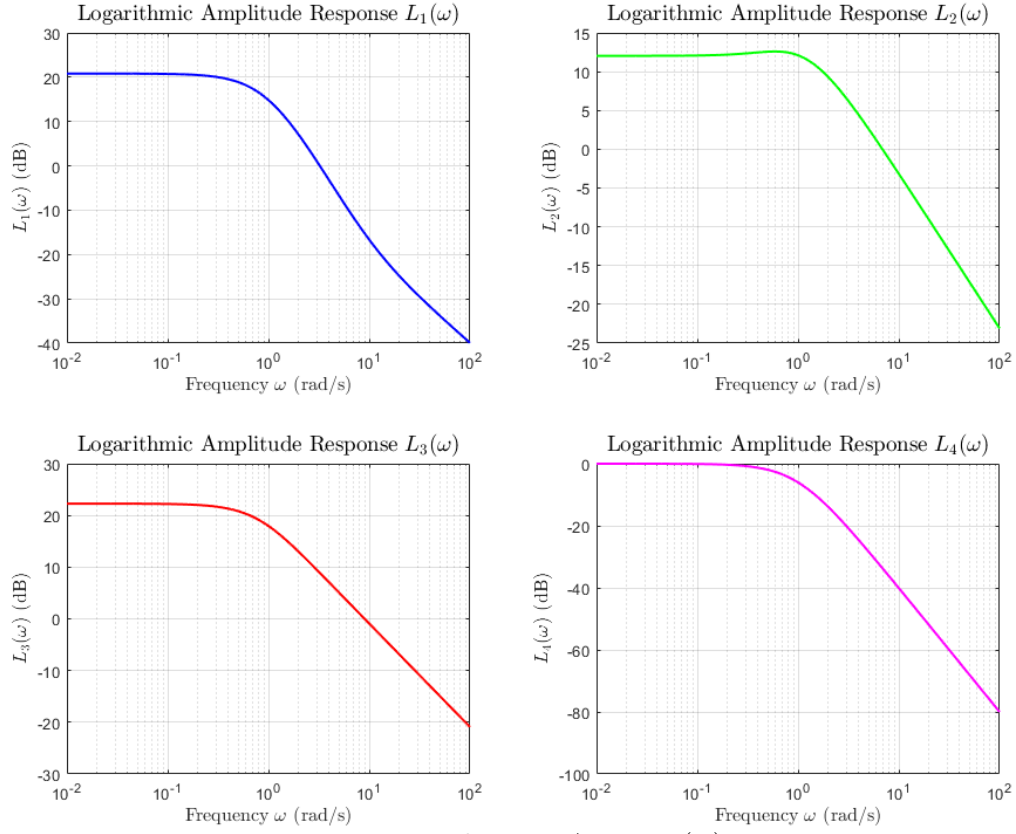 Logarithmic Amplitude Response L₁(ω)
30
20
10
0
-10
-20
-30
-40
L₁(ω) (dB)
10⁻² 10⁻¹ 10⁰ 10¹ 10²
Frequency ω (rad/s)
Logarithmic Amplitude Response L₂(ω)
15
10
5
0
-5
-10
-15
-20
-25
L₂(ω) (dB)
10⁻² 10⁻¹ 10⁰ 10¹ 10²
Frequency ω (rad/s)
Logarithmic Amplitude Response L₃(ω)
30
20
10
0
-10
-20
-30
L₃(ω) (dB)
10⁻² 10⁻¹ 10⁰ 10¹ 10²
Frequency ω (rad/s)
Logarithmic Amplitude Response L₄(ω)
0
-20
-40
-60
-80
-100
L₄(ω) (dB)
10⁻² 10⁻¹ 10⁰ 10¹ 10²
Frequency ω (rad/s)